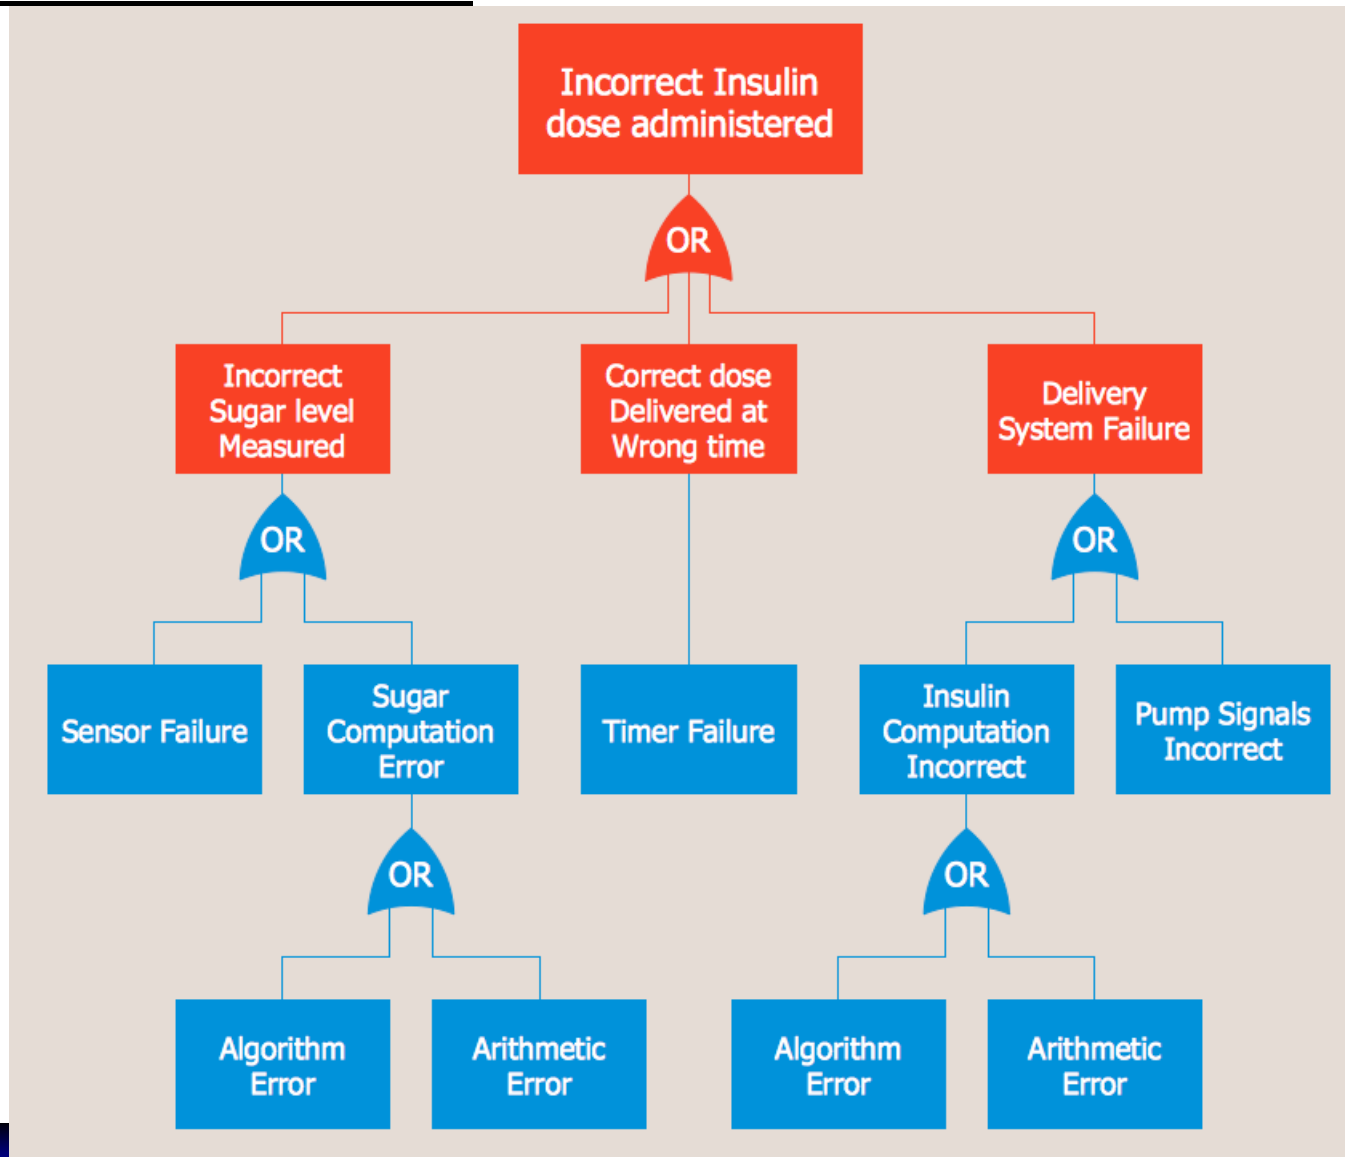 Incorrect Insulin
dose administered
OR
Incorrect
Sugar level
Measured
Correct dose
Delivered at
Wrong time
Delivery
System Failure
OR
OR
Sensor Failure
Sugar
Computation
Error
Timer Failure
Insulin
Computation
Incorrect
Pump Signals
Incorrect
OR
OR
Algorithm
Error
Arithmetic
Error
Algorithm
Error
Arithmetic
Error